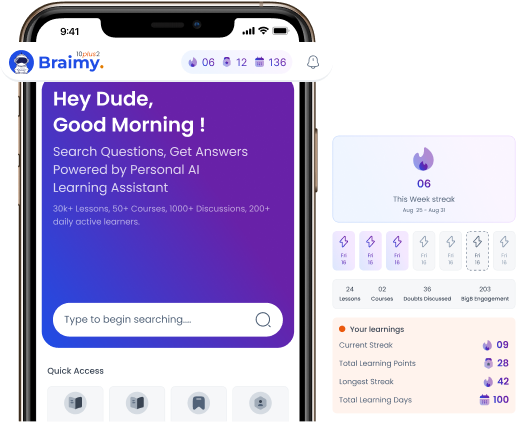 9:41
10plus2
Braimy.
06 12 136
Hey Dude,
Good Morning !
Search Questions, Get Answers
Powered by Personal AI
Learning Assistant
30k+ Lessons, 50+ Courses, 1000+ Discussions, 200+
daily active learners.
Type to begin searching....
Quick Access
06
This Week streak
Aug 25 - Aug 31
Fri Fri Fri Fri Fri Fri Fri
16 16 16 16 16 16 16
24 02 36 203
Lessons Courses Doubts Discussed BigB Engagement
Your learnings
Current Streak 09
Total Learning Points 28
Longest Streak 42
Total Learning Days 100